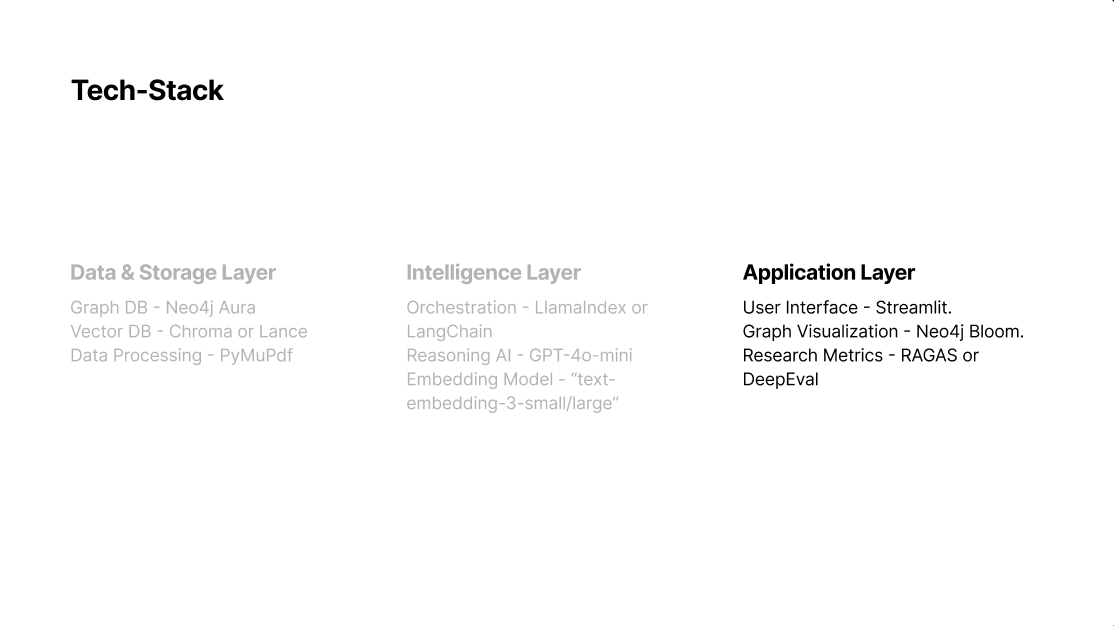 Tech-Stack
Data & Storage Layer
Graph DB - Neo4j Aura
Vector DB - Chroma or Lance
Data Processing - PyMuPdf
Intelligence Layer
Orchestration - LlamaIndex or
LangChain
Reasoning AI - GPT-4o-mini
Embedding Model - “text-
embedding-3-small/large”
Application Layer
User Interface - Streamlit.
Graph Visualization - Neo4j Bloom.
Research Metrics - RAGAS or
DeepEval